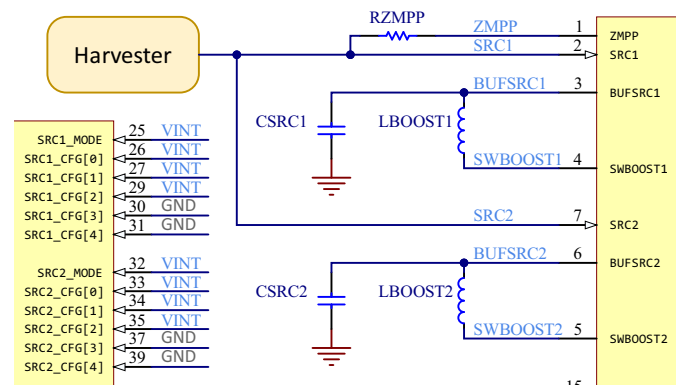 RZMPP ZMPP 1 ZMPP
Harvester SRC1 2 SRC1
BUFSRC1 3 BUFSRC1
CSRC1 LBOOST1
SRC1_MODE 25 VINT
SRC1_CFG[0] 26 VINT
SWBOOST1 4 SWBOOST1
SRC1_CFG[1] 27 VINT
SRC1_CFG[2] 29 VINT
SRC1_CFG[3] 30 GND
SRC1_CFG[4] 31 GND
SRC2 7 SRC2
BUFSRC2 6 BUFSRC2
SRC2_MODE 32 VINT
SRC2_CFG[0] 33 VINT
CSRC2 LBOOST2
SRC2_CFG[1] 34 VINT
SRC2_CFG[2] 35 VINT
SWBOOST2 5 SWBOOST2
SRC2_CFG[3] 37 GND
SRC2_CFG[4] 39 GND
15